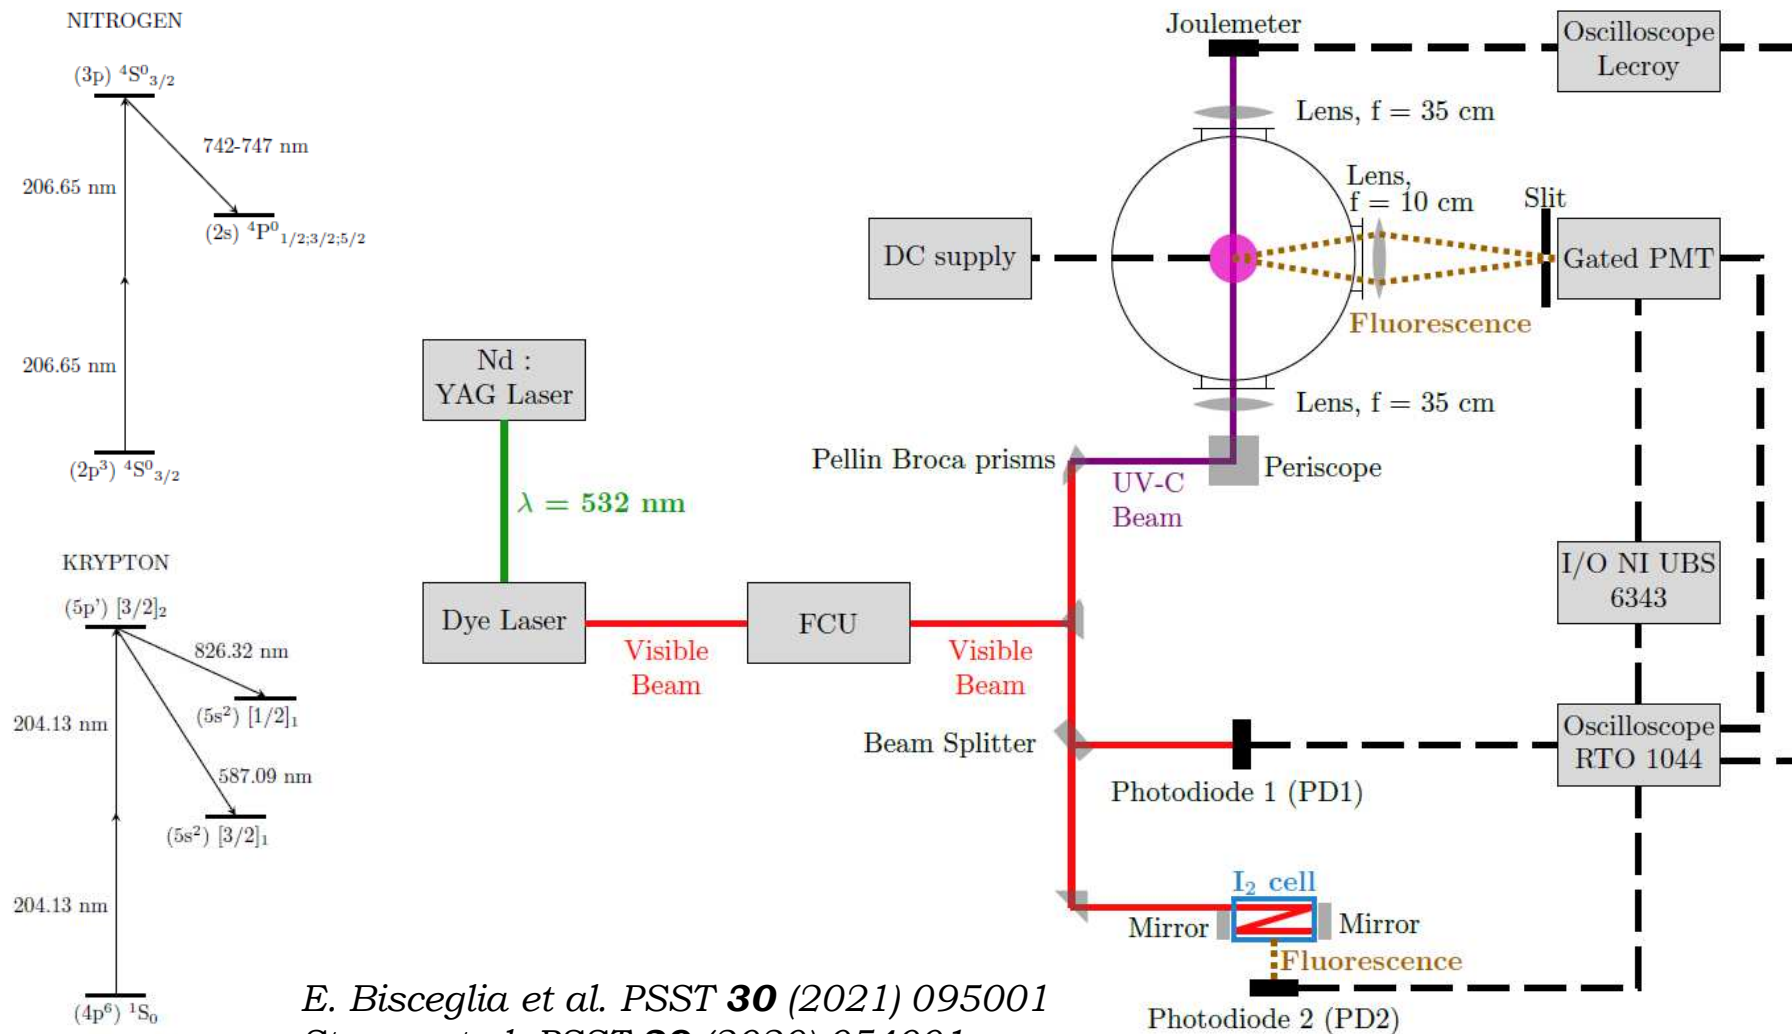 NITROGEN
(3p) ⁴S⁰₃/₂
742-747 nm
206.65 nm
(2s) ⁴P⁰₁/₂;₃/₂;₅/₂
206.65 nm
(2p³) ⁴S⁰₃/₂
KRYPTON
(5p') [3/2]₂
826.32 nm
204.13 nm
(5s²) [1/2]₁
587.09 nm
(5s²) [3/2]₁
204.13 nm
(4p⁶) ¹S₀
Joulemeter
Oscilloscope
Lecroy
Lens, f = 35 cm
Lens,
f = 10 cm
Slit
DC supply
Gated PMT
Fluorescence
Nd :
YAG Laser
Lens, f = 35 cm
Pellin Broca prisms
Periscope
UV-C
Beam
λ = 532 nm
I/O NI UBS
6343
Dye Laser
Visible
Beam
FCU
Visible
Beam
Beam Splitter
Oscilloscope
RTO 1044
Photodiode 1 (PD1)
I₂ cell
Mirror
Mirror
Fluorescence
Photodiode 2 (PD2)
E. Bisceglia et al. PSST 30 (2021) 095001